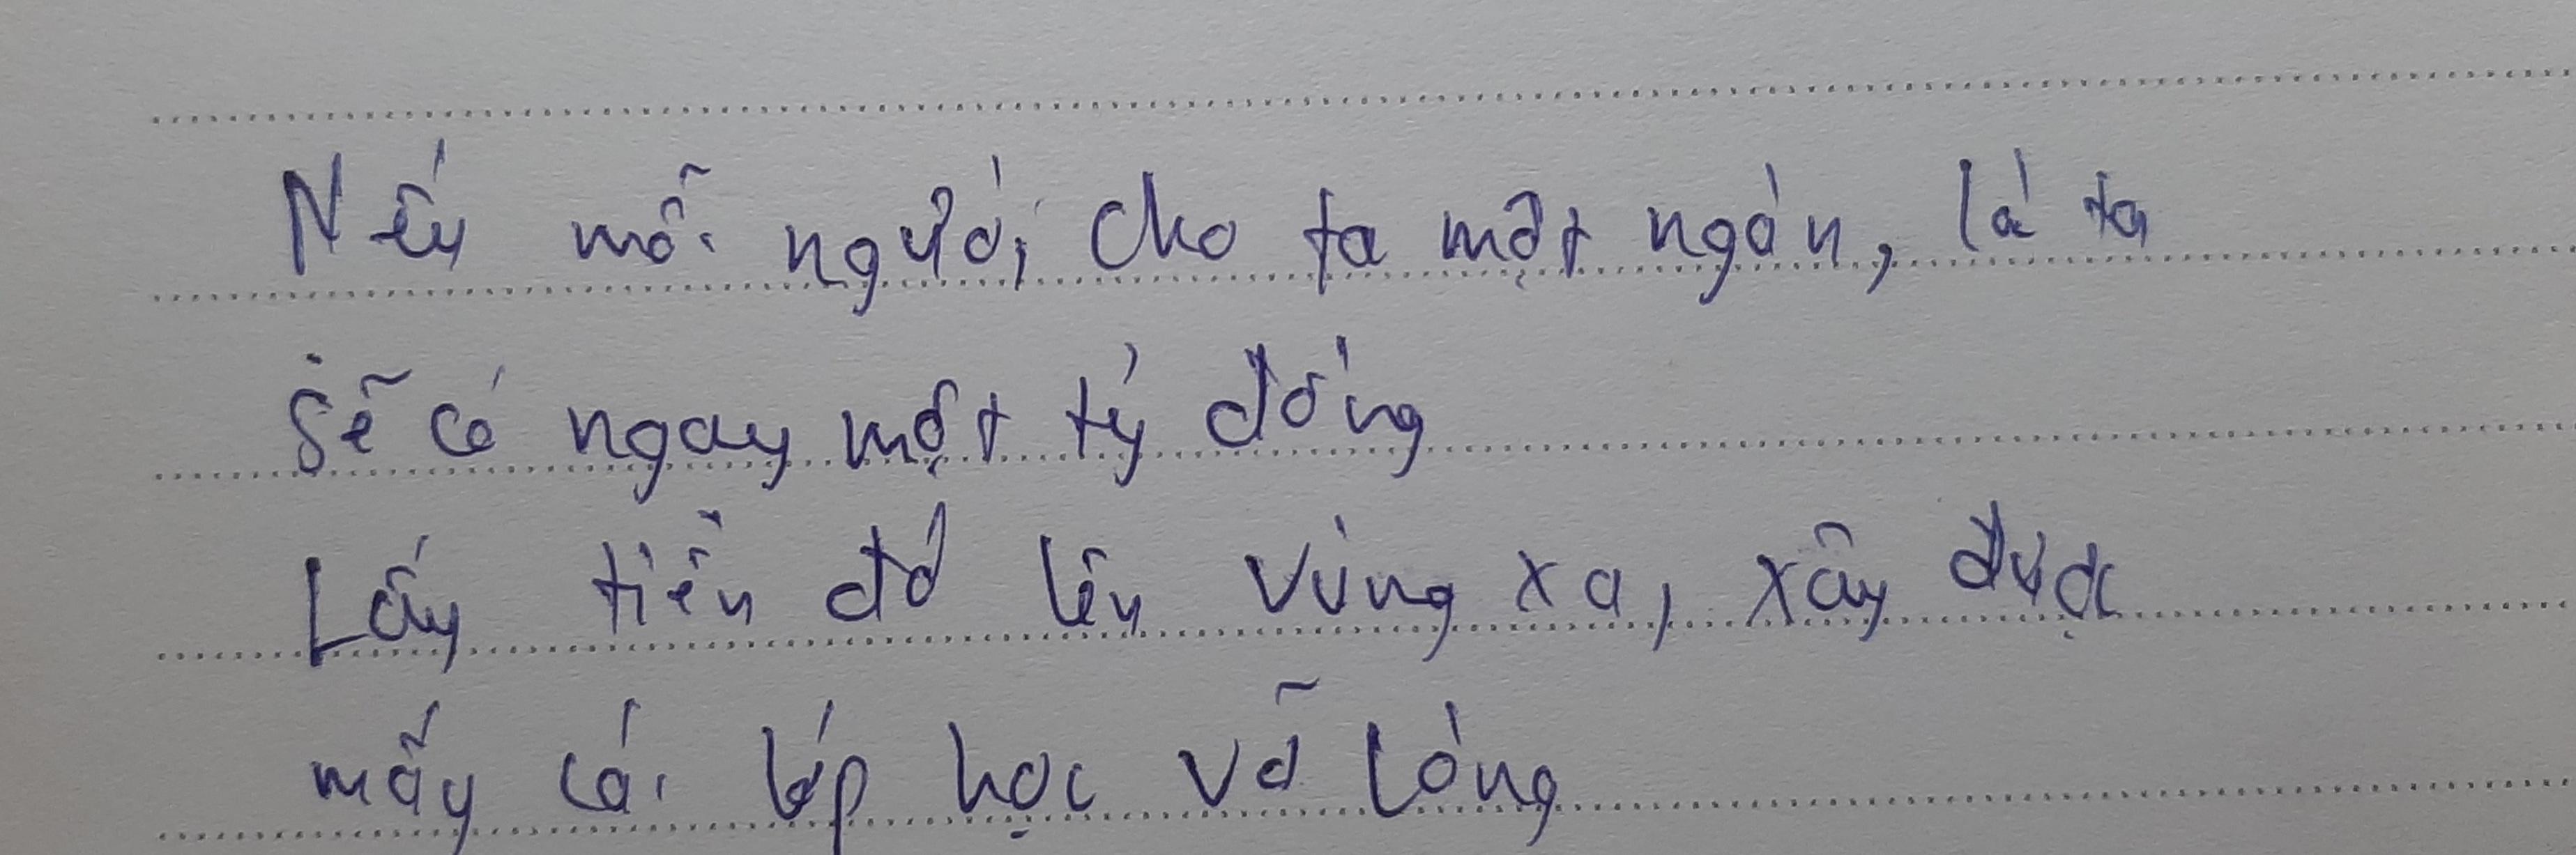 Nếu mỗi người cho ta một ngàn, là ta
Sẽ có ngay một tỷ đồng
Lấy tiền đó lên vùng xa, xây được
mấy cái lớp học vỡ lòng